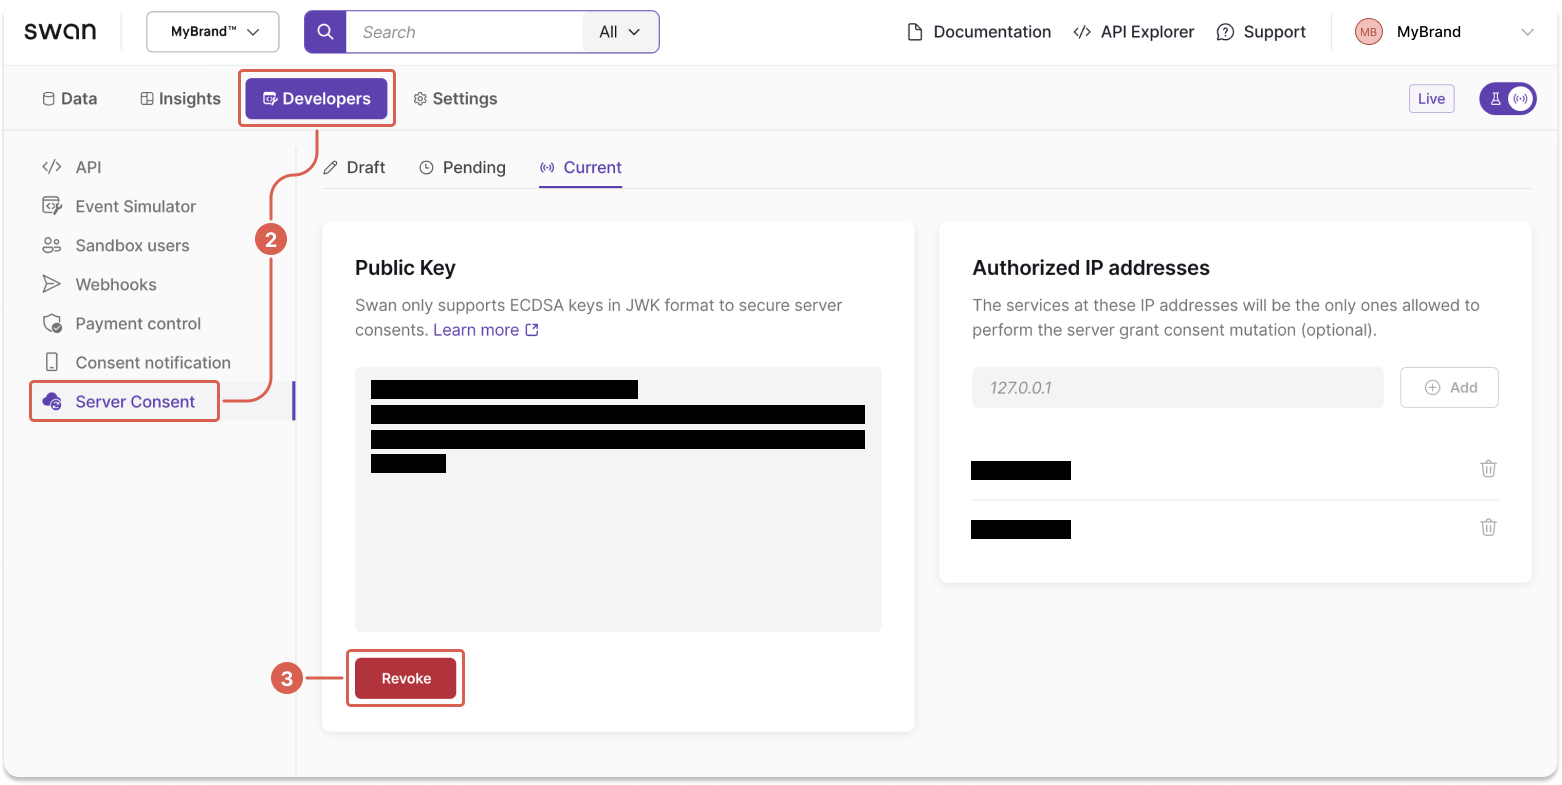 swan
MyBrand™
Search
All
Documentation
API Explorer
Support
MB
MyBrand
Data
Insights
Developers
Settings
Live
API
Event Simulator
Sandbox users
Webhooks
Payment control
Consent notification
Server Consent
2
Draft
Pending
Current
Public Key
Swan only supports ECDSA keys in JWK format to secure server
consents. Learn more
3
Revoke
Authorized IP addresses
The services at these IP addresses will be the only ones allowed to
perform the server grant consent mutation (optional).
127.0.0.1
Add